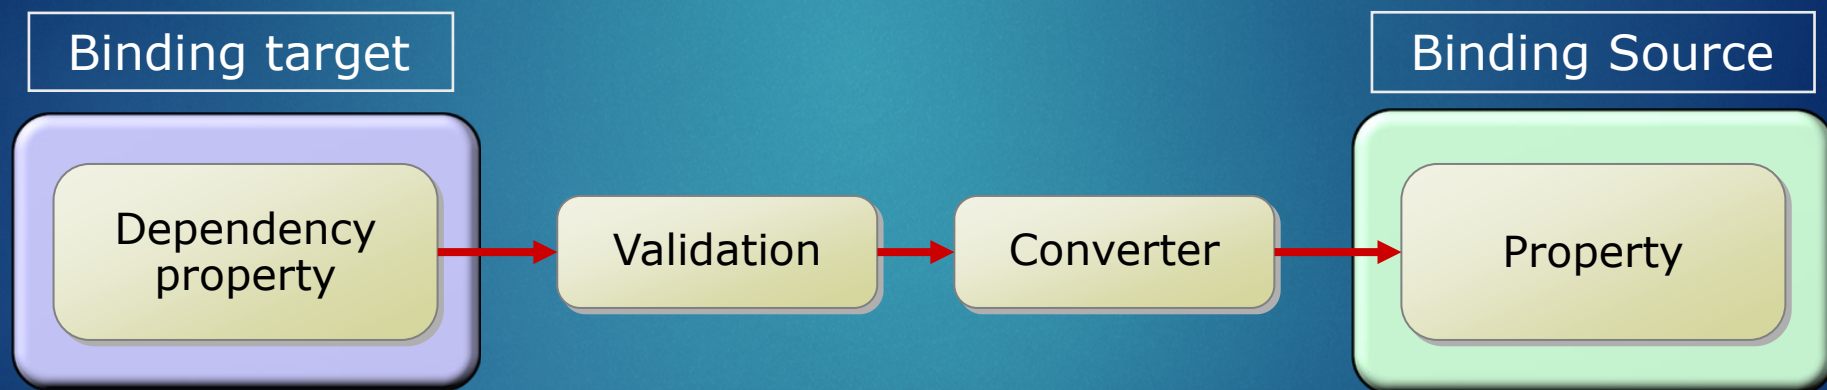 Binding target
Binding Source
Dependency
property
Validation
Converter
Property